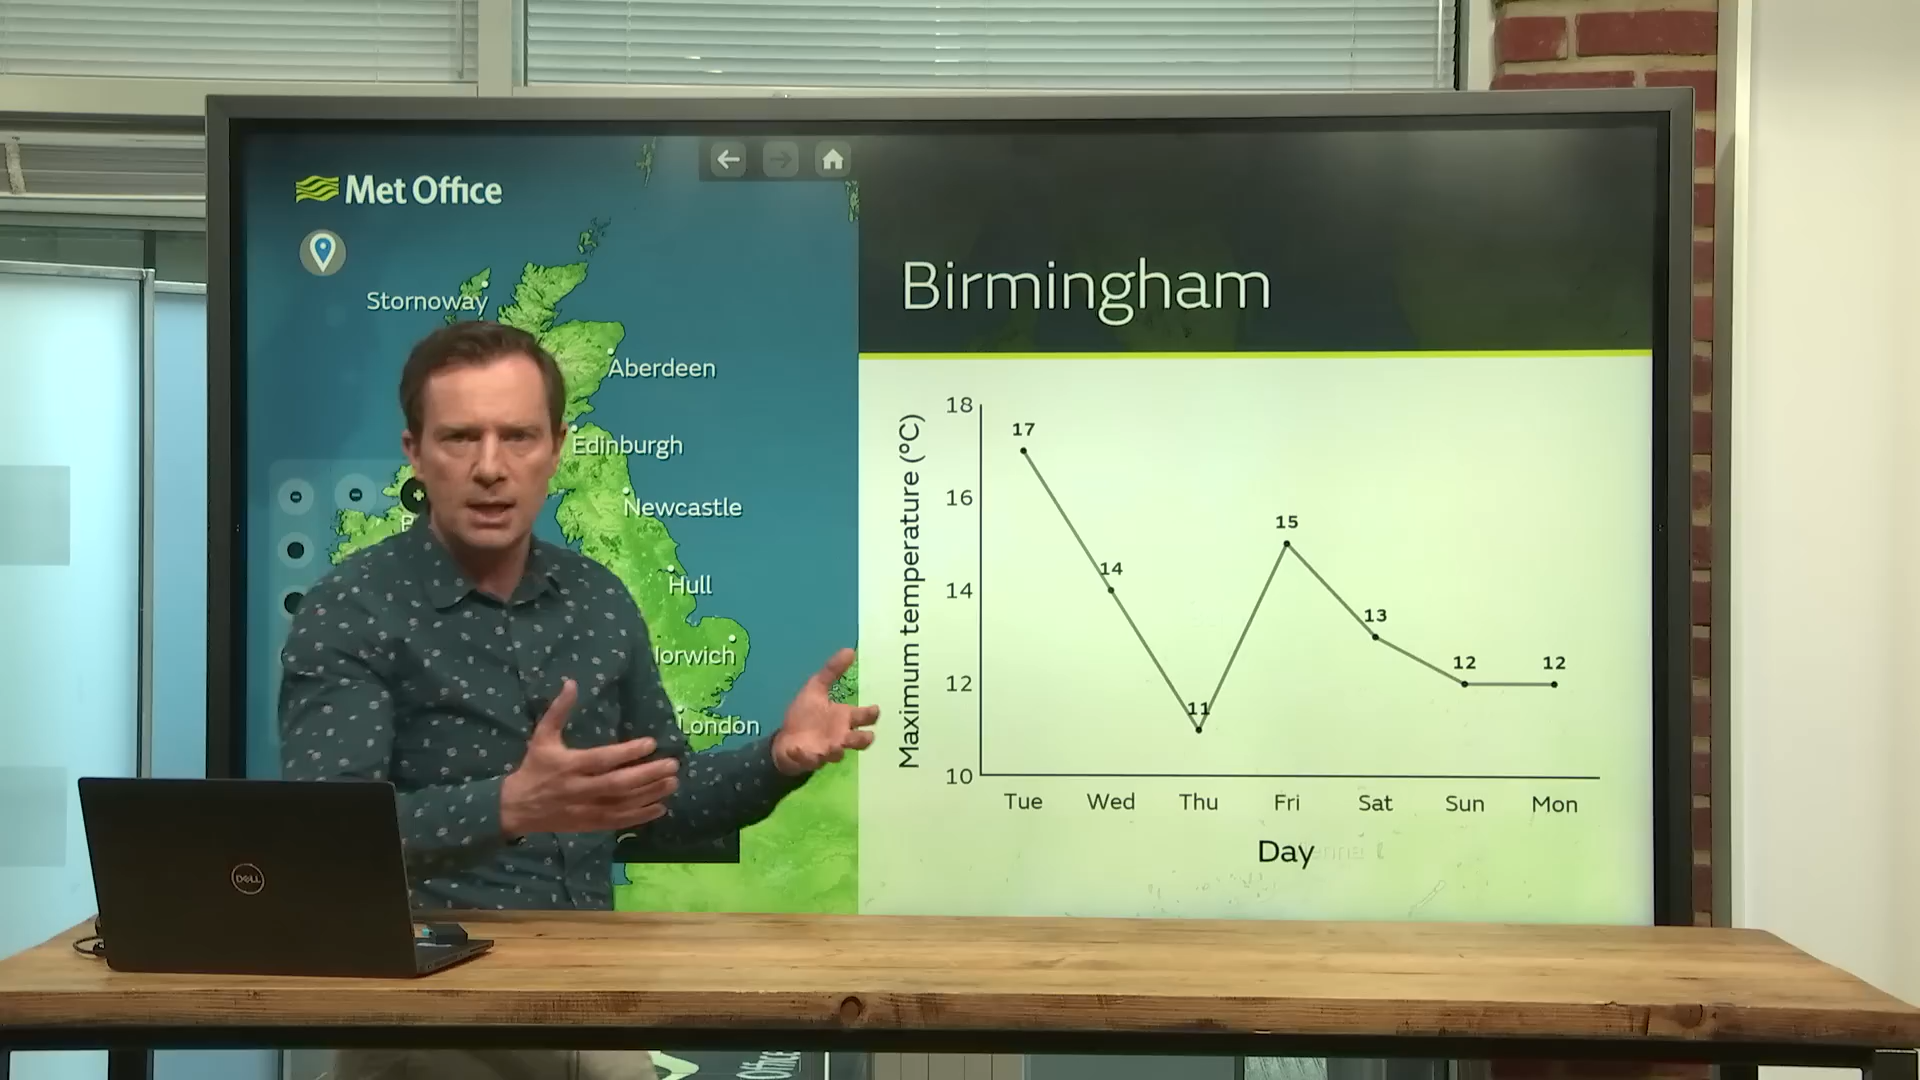 Met Office
Stornoway
Aberdeen
Edinburgh
Newcastle
Hull
London
Birmingham
Maximum temperature (°C)
18
16
14
12
10
17
14
11
15
13
12
12
Tue Wed Thu Fri Sat Sun Mon
Day
DELL
Office